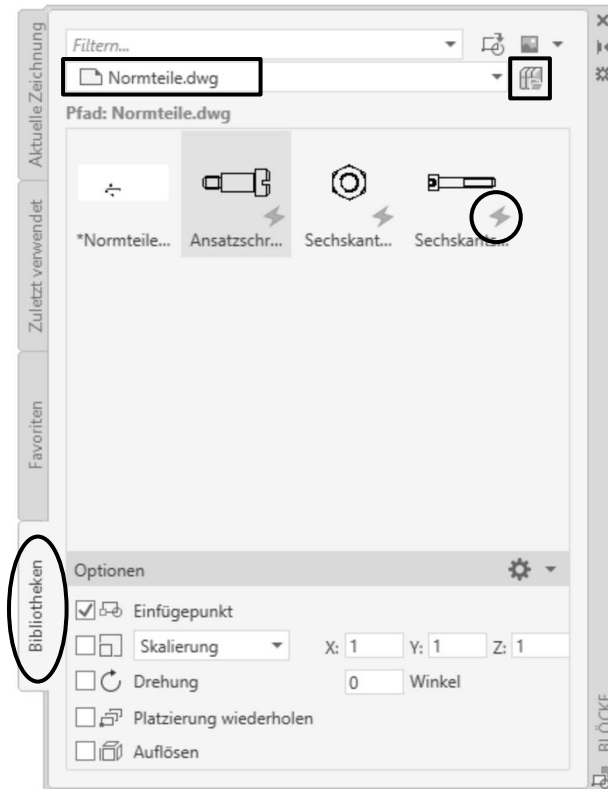 Filtern...
Normteile.dwg
Pfad: Normteile.dwg
*Normteile...
Ansatzschr...
Sechskant...
Sechskants...
Aktuelle Zeichnung
Zuletzt verwendet
Favoriten
Bibliotheken
Optionen
Einfügepunkt
Skalierung X: 1 Y: 1 Z: 1
Drehung 0 Winkel
Platzierung wiederholen
Auflösen
BLÖCKE